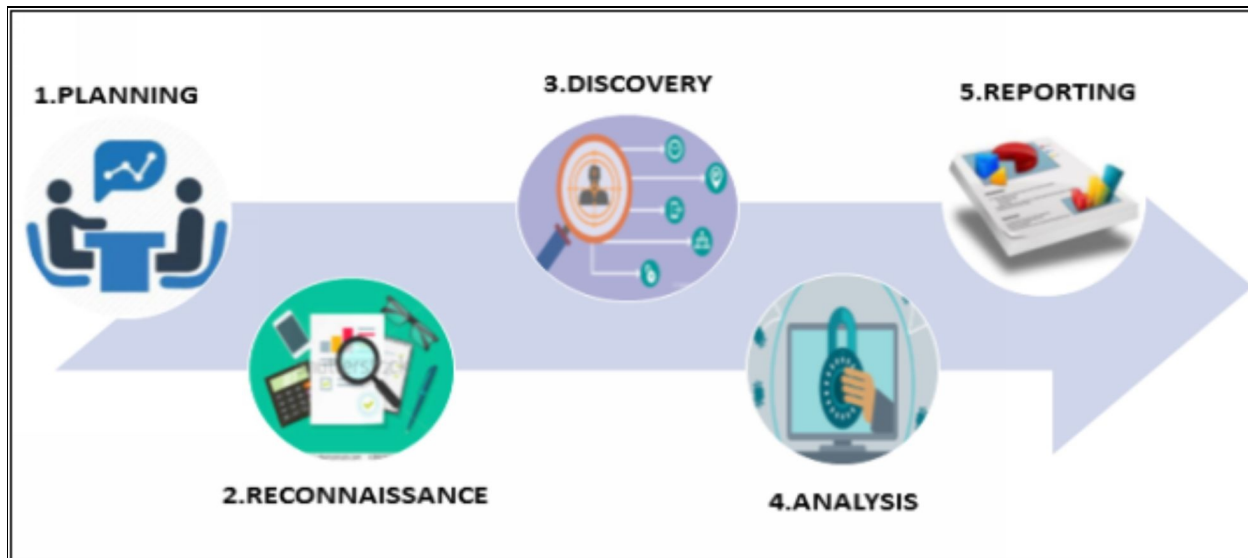 1.PLANNING
2.RECONNAISSANCE
3.DISCOVERY
4.ANALYSIS
5.REPORTING